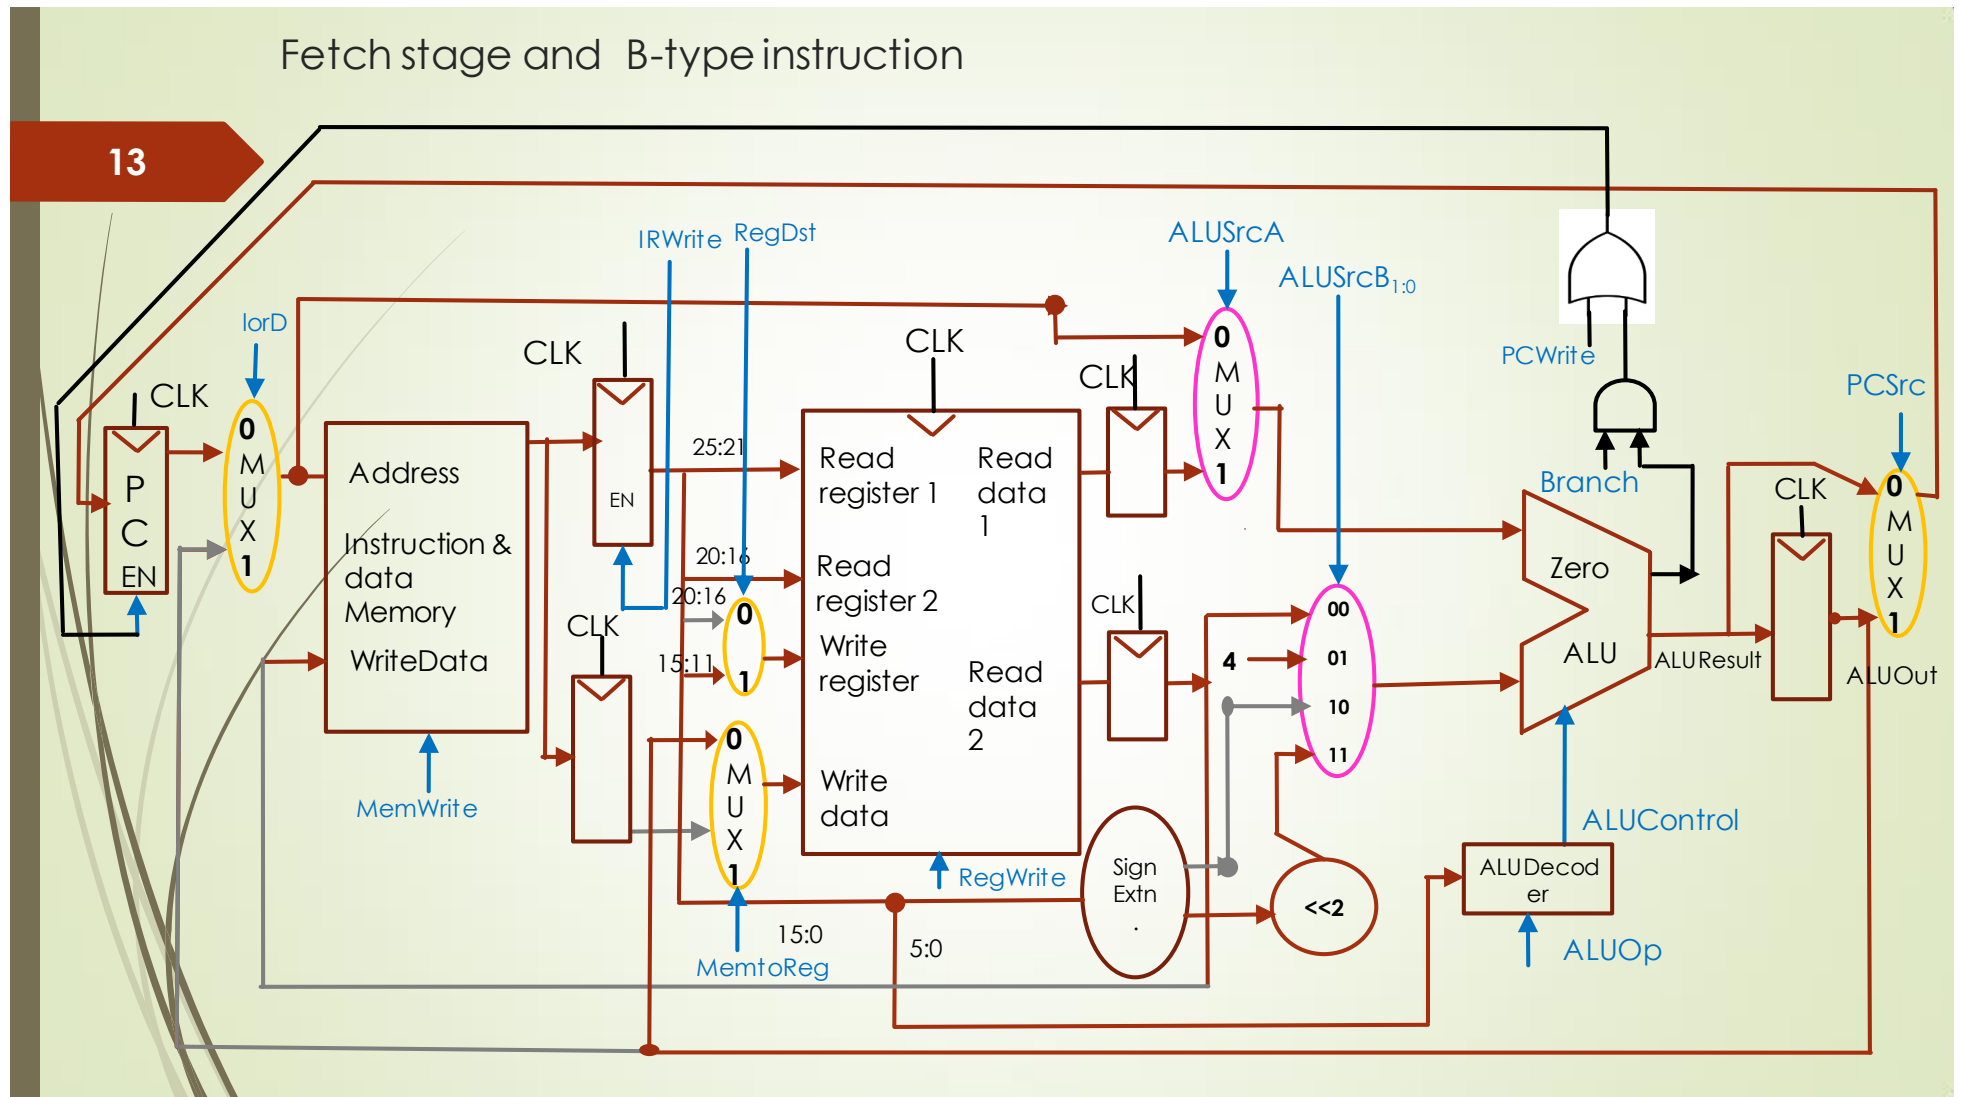 Fetch stage and B-type instruction
13
IRWrite
RegDst
ALUSrcA
ALUSrcB1:0
IorD
CLK
CLK
CLK
CLK
PCWrite
PCSrc
0
M
U
X
1
P
C
EN
Address
Instruction &
data
Memory
WriteData
MemWrite
EN
CLK
25:21
20:16
20:16
15:11
0
1
0
M
U
X
1
MemtoReg
15:0
5:0
Read
register 1
Read
data
1
Read
register 2
Write
register
Read
data
2
Write
data
RegWrite
CLK
0
M
U
X
1
00
4
01
10
11
Sign
Extn
.
<<2
Branch
Zero
ALU
ALUResult
ALUControl
ALUDecod
er
ALUOp
CLK
0
M
U
X
1
ALUOut